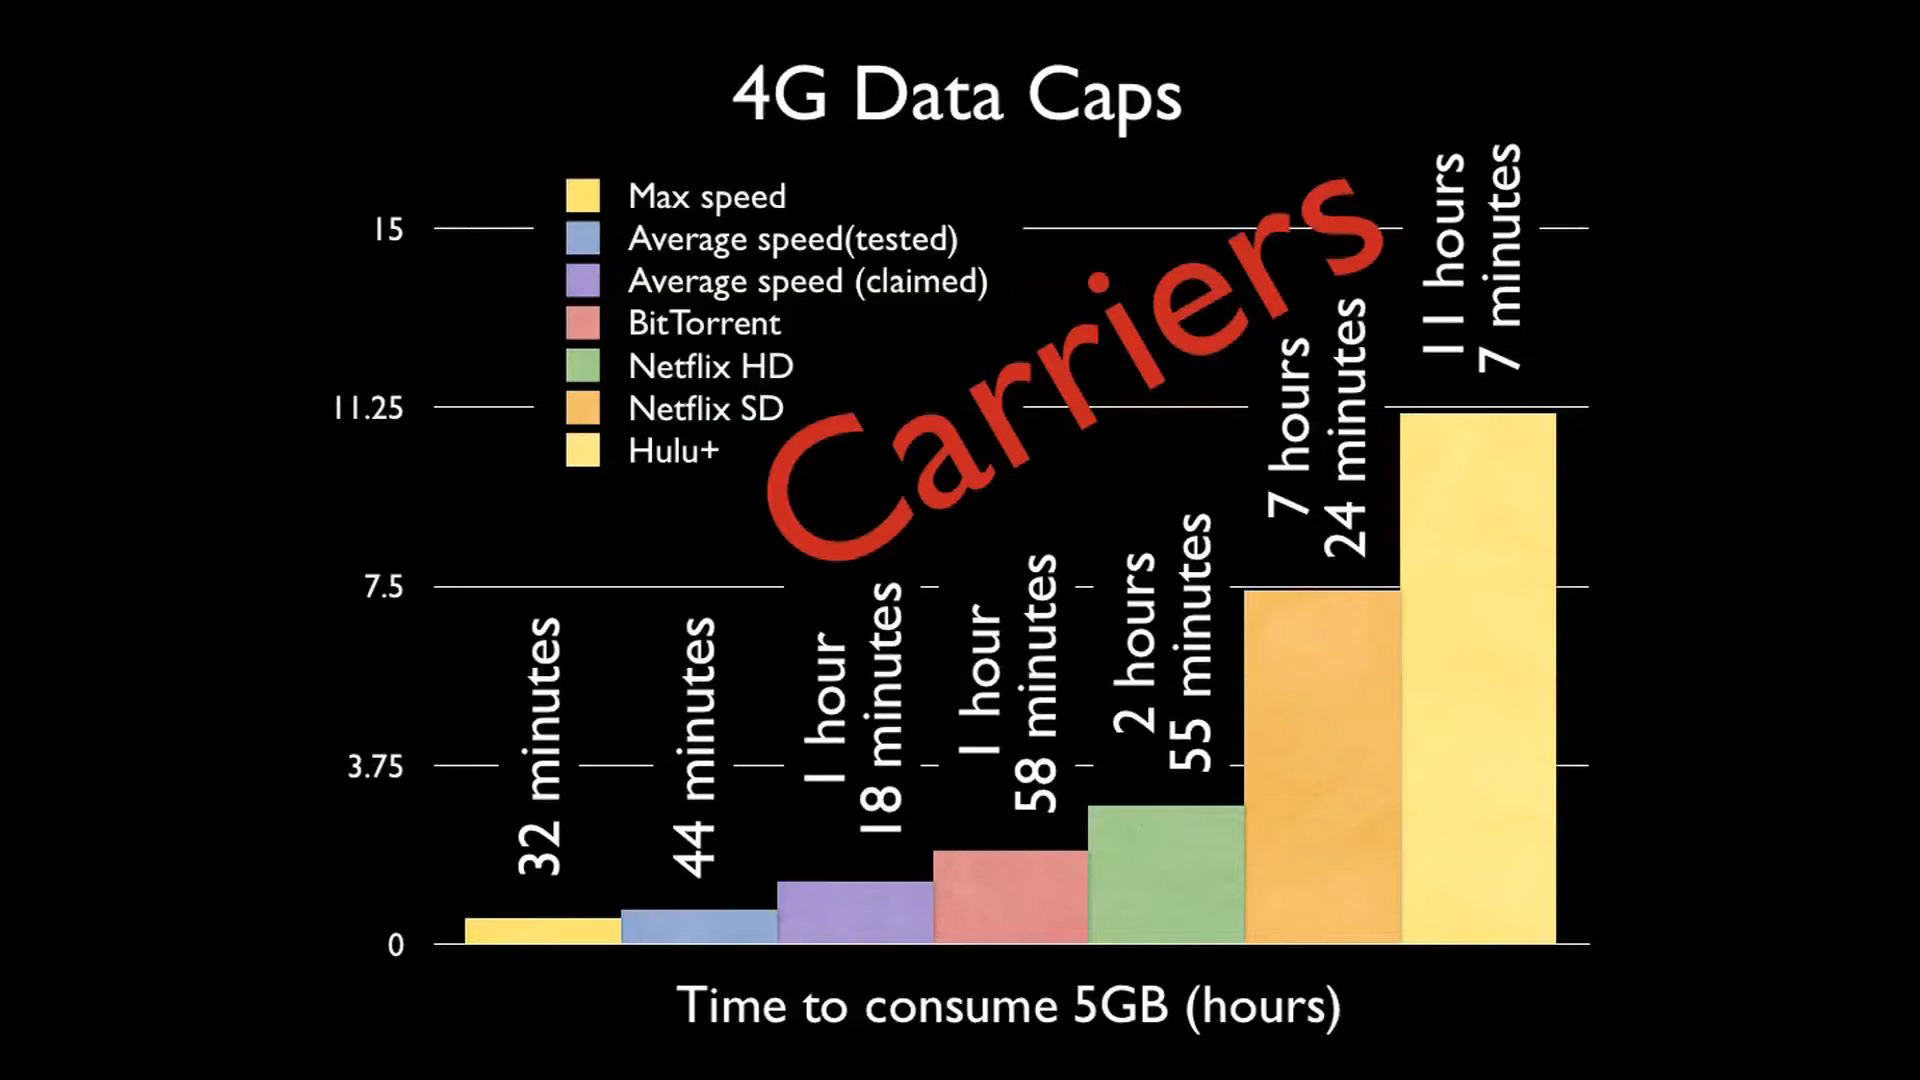 4G Data Caps
Max speed
Average speed(tested)
Average speed (claimed)
BitTorrent
Netflix HD
Netflix SD
Hulu+
Carriers
15
11.25
7.5
3.75
0
32 minutes
44 minutes
1 hour
18 minutes
1 hour
58 minutes
2 hours
55 minutes
7 hours
24 minutes
11 hours
7 minutes
Time to consume 5GB (hours)